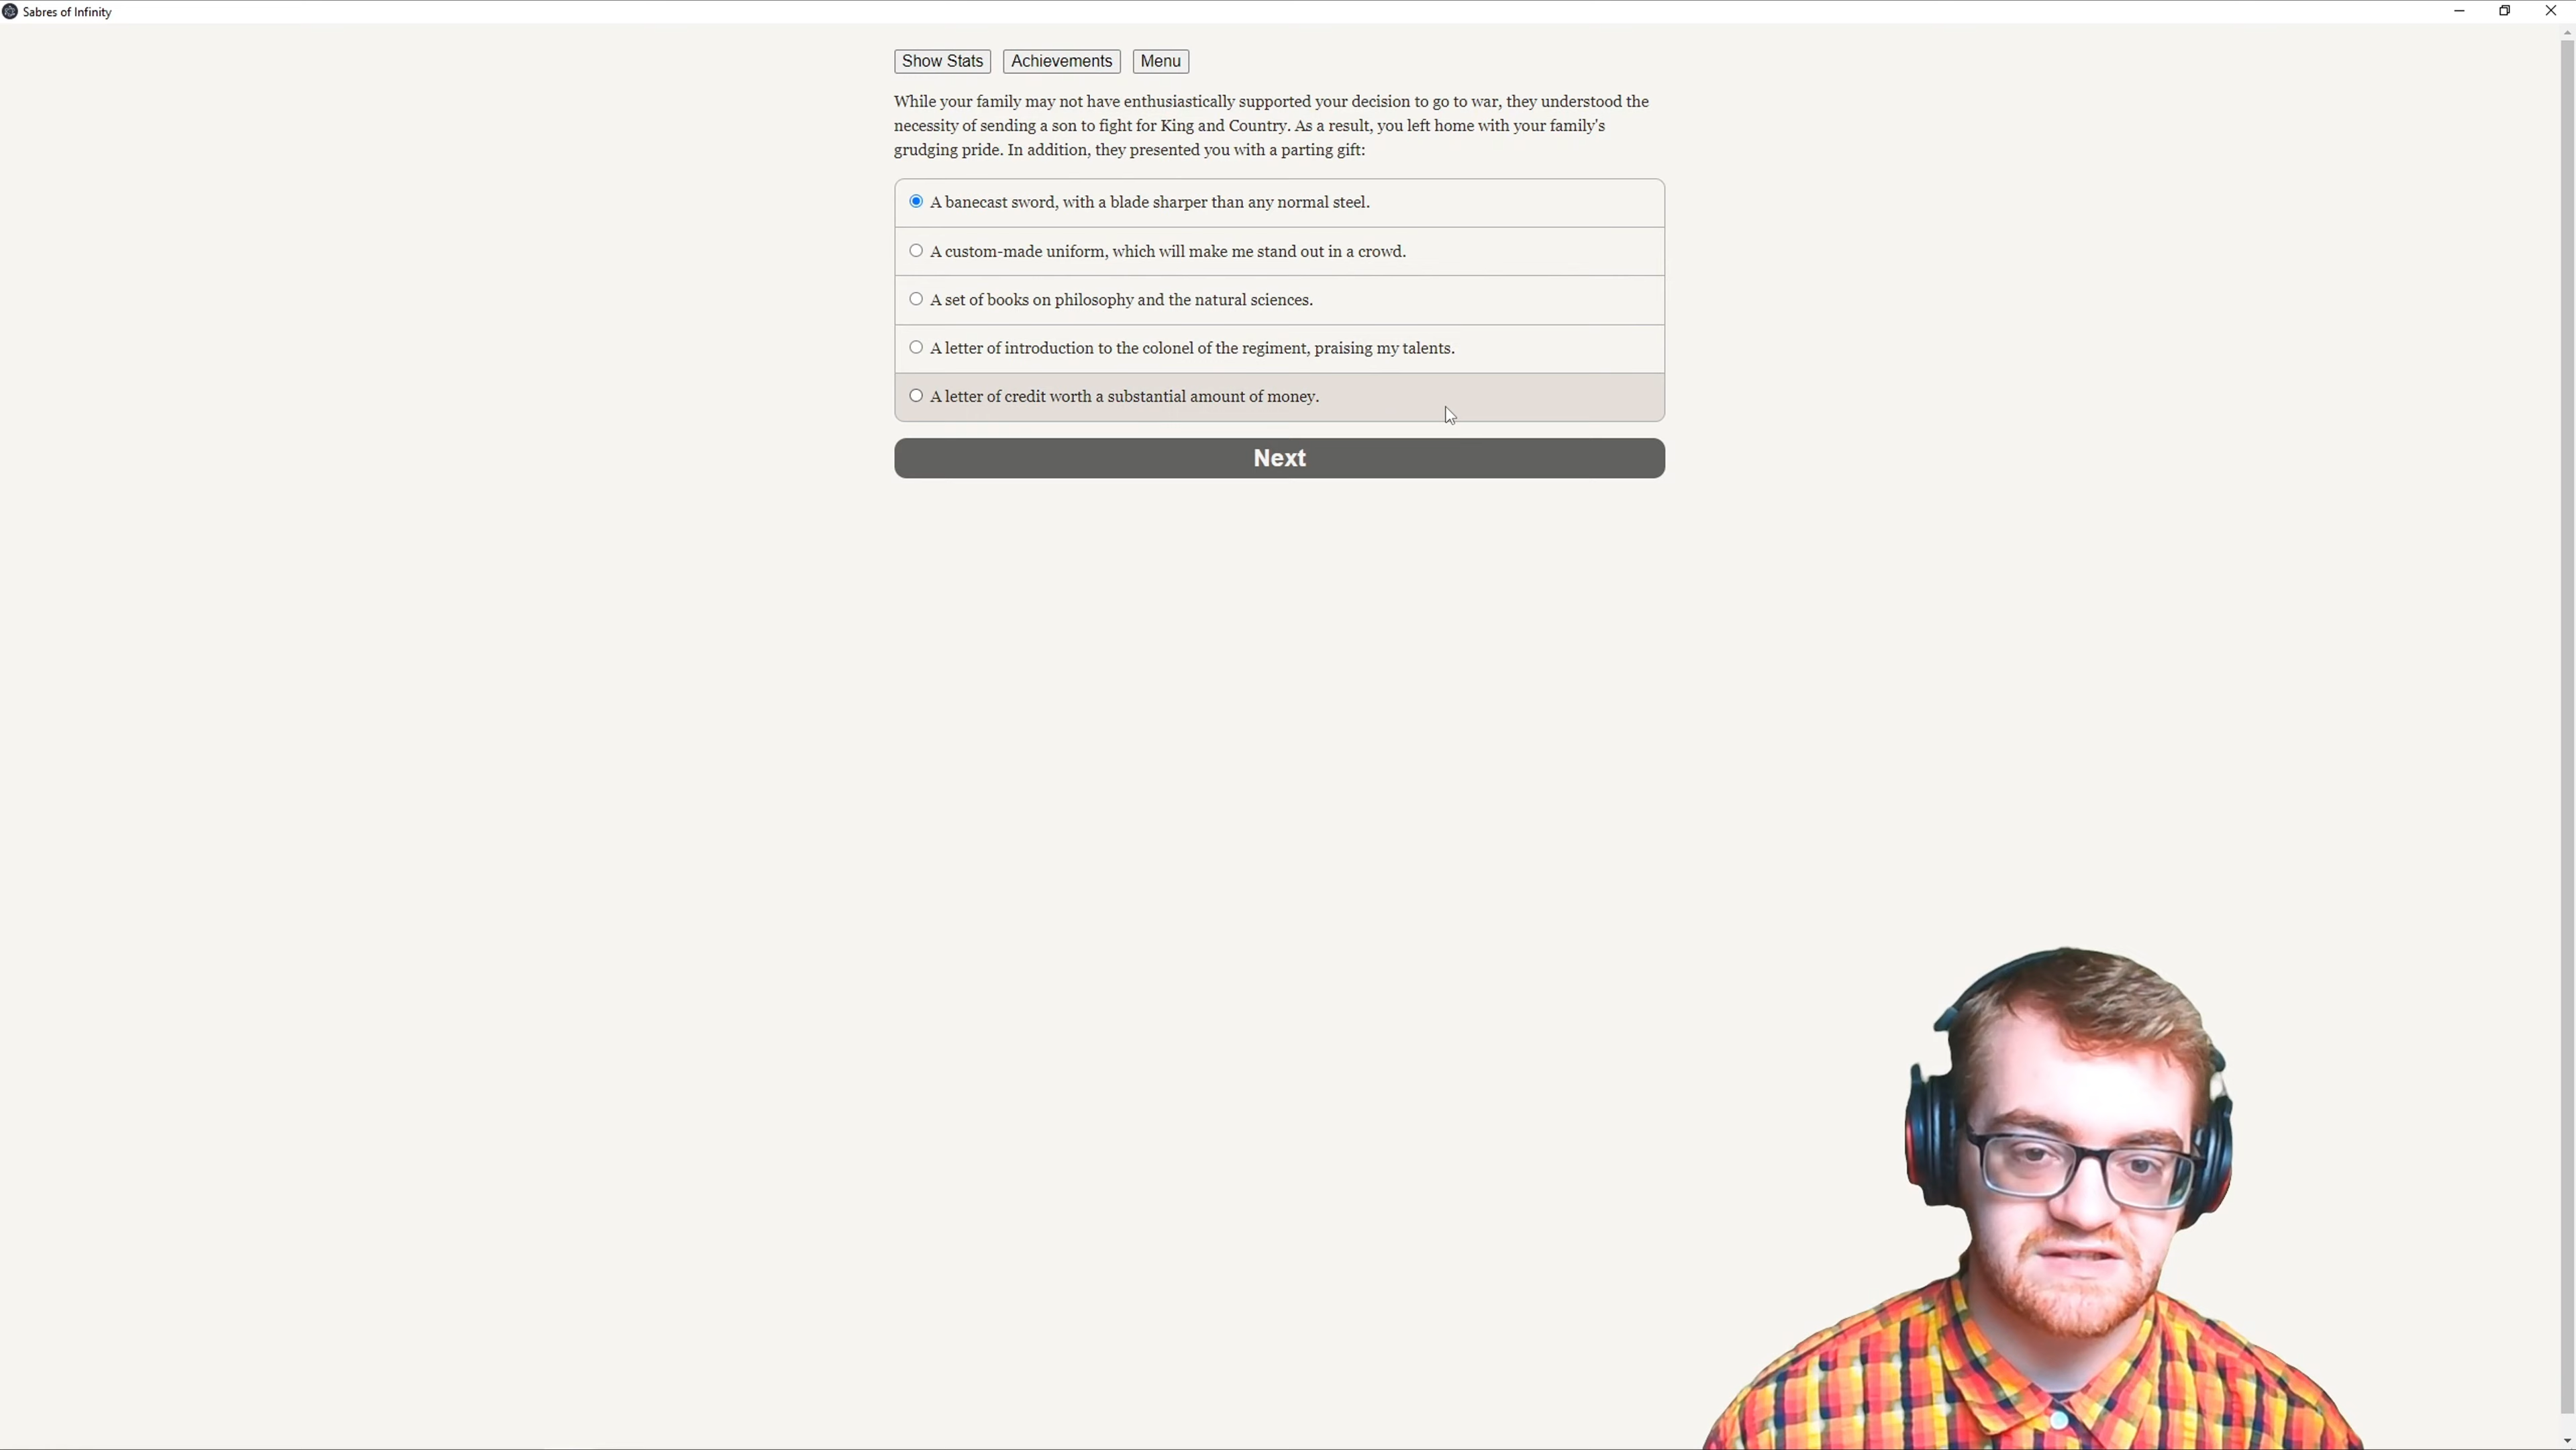 Sabres of Infinity
Show Stats
Achievements
Menu
While your family may not have enthusiastically supported your decision to go to war, they understood the
necessity of sending a son to fight for King and Country. As a result, you left home with your family's
grudging pride. In addition, they presented you with a parting gift:
A banecast sword, with a blade sharper than any normal steel.
A custom-made uniform, which will make me stand out in a crowd.
A set of books on philosophy and the natural sciences.
A letter of introduction to the colonel of the regiment, praising my talents.
A letter of credit worth a substantial amount of money.
Next